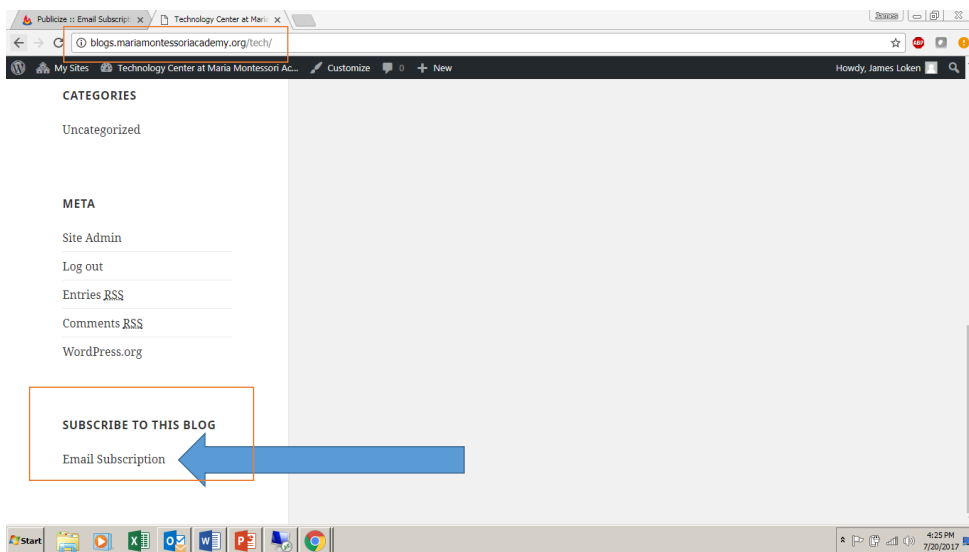 Publicize :: Email Subscripti
Technology Center at Maria
James
blogs.mariamontessoriacademy.org/tech/
ABP
My Sites
Technology Center at Maria Montessori Ac...
Customize
0
New
Howdy, James Loken
CATEGORIES
Uncategorized
META
Site Admin
Log out
Entries RSS
Comments RSS
WordPress.org
SUBSCRIBE TO THIS BLOG
Email Subscription
Start
4:25 PM
7/20/2017